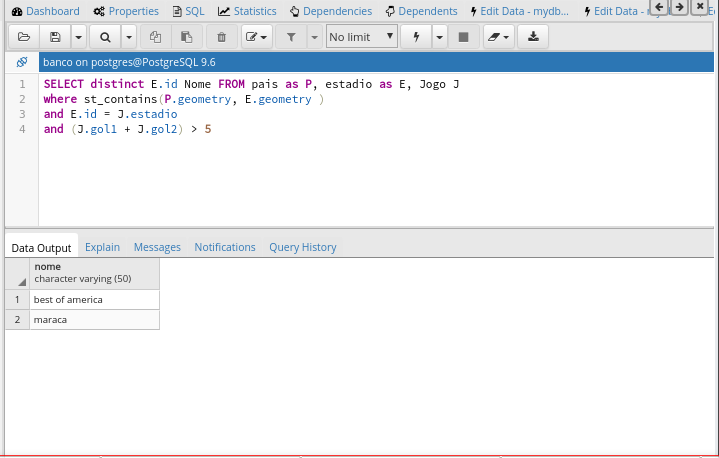 Dashboard Properties SQL Statistics Dependencies Dependents Edit Data - mydb... Edit Data - my
No limit
banco on postgres@PostgreSQL 9.6
1 SELECT distinct E.id Nome FROM pais as P, estadio as E, Jogo J
2 where st_contains(P.geometry, E.geometry )
3 and E.id = J.estadio
4 and (J.gol1 + J.gol2) > 5
Data Output Explain Messages Notifications Query History
nome
character varying (50)
1 best of america
2 maraca